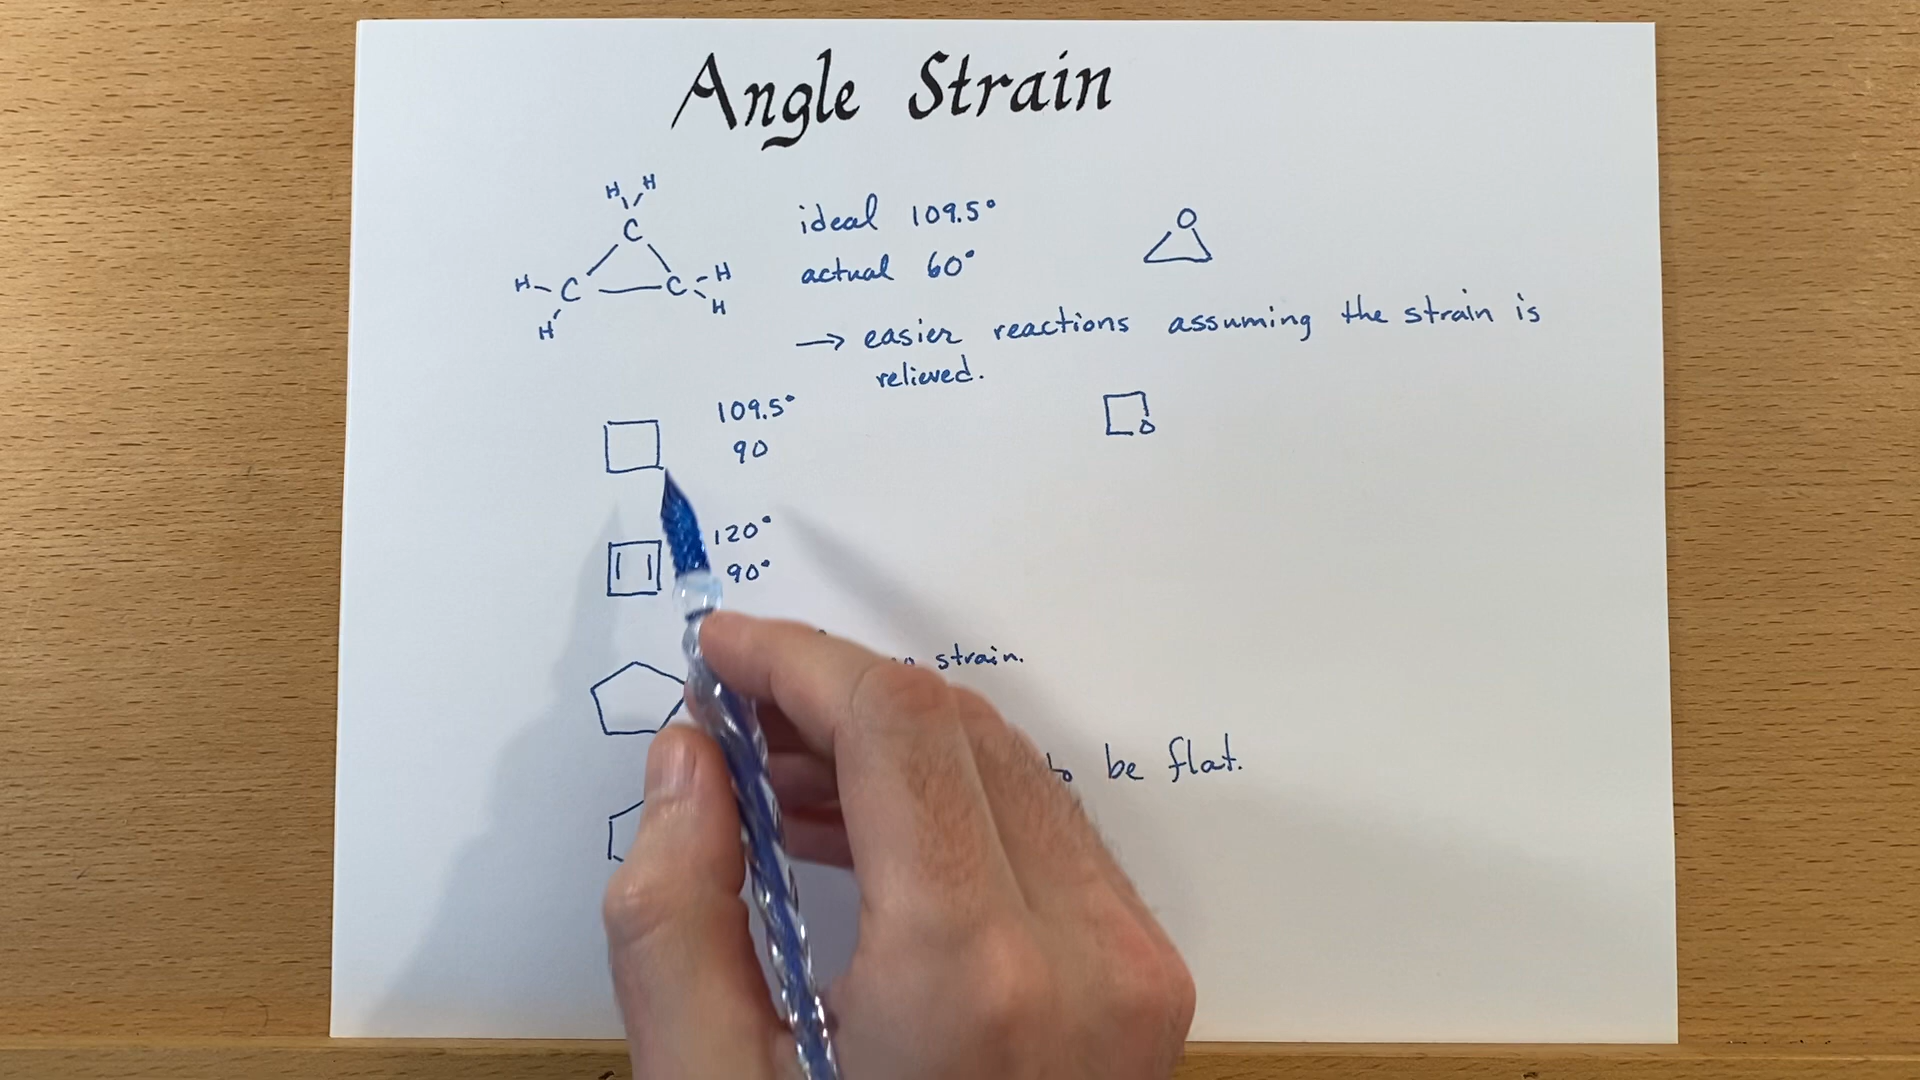 Angle Strain
H H
C
H C C H
H H
ideal 109.5°
actual 60°
O
→ easier reactions assuming the strain is
relieved.
109.5°
90
O
120°
90°
strain.
to be flat.